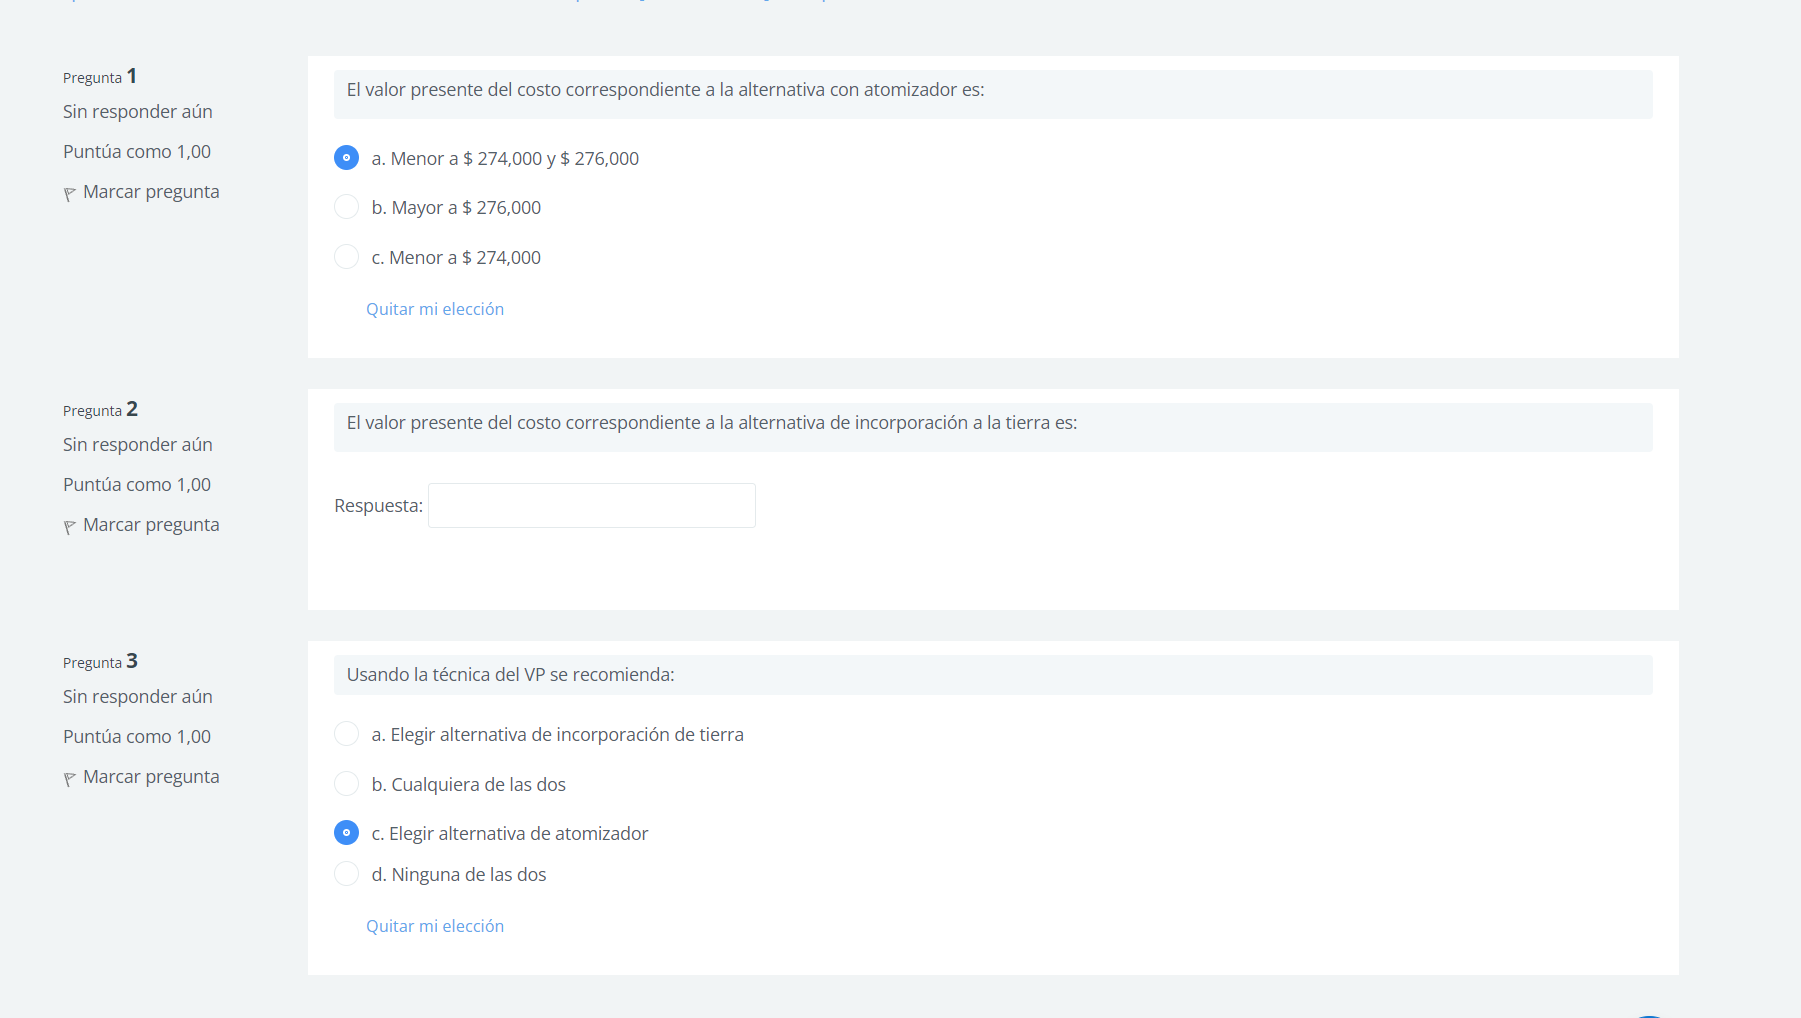 Pregunta 1
Sin responder aún
Puntúa como 1,00
Marcar pregunta
El valor presente del costo correspondiente a la alternativa con atomizador es:
a. Menor a $ 274,000 y $ 276,000
b. Mayor a $ 276,000
c. Menor a $ 274,000
Quitar mi elección
Pregunta 2
Sin responder aún
Puntúa como 1,00
Marcar pregunta
El valor presente del costo correspondiente a la alternativa de incorporación a la tierra es:
Respuesta:
Pregunta 3
Sin responder aún
Puntúa como 1,00
Marcar pregunta
Usando la técnica del VP se recomienda:
a. Elegir alternativa de incorporación de tierra
b. Cualquiera de las dos
c. Elegir alternativa de atomizador
d. Ninguna de las dos
Quitar mi elección